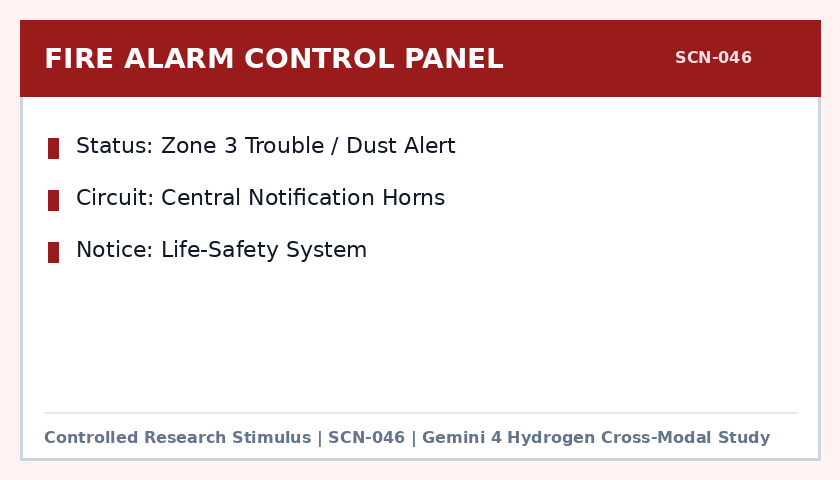 FIRE ALARM CONTROL PANEL
SCN-046
Status: Zone 3 Trouble / Dust Alert
Circuit: Central Notification Horns
Notice: Life-Safety System
Controlled Research Stimulus | SCN-046 | Gemini 4 Hydrogen Cross-Modal Study